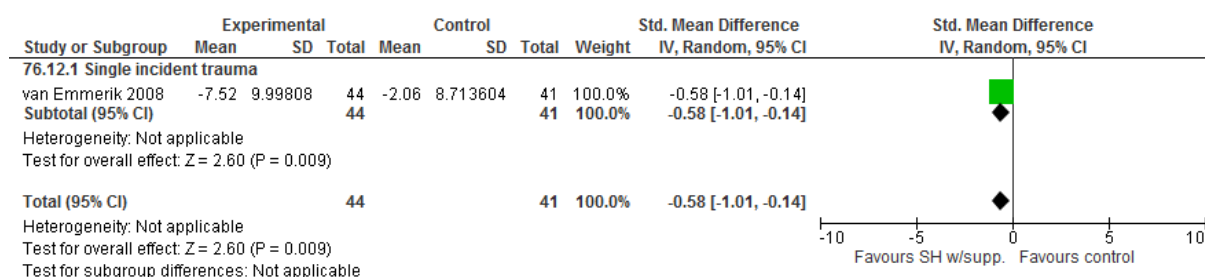 Experimental Control Std. Mean Difference Std. Mean Difference
Study or Subgroup Mean SD Total Mean SD Total Weight IV, Random, 95% CI IV, Random, 95% CI
76.12.1 Single incident trauma
van Emmerik 2008 -7.52 9.99808 44 -2.06 8.713604 41 100.0% -0.58 [-1.01, -0.14]
Subtotal (95% CI) 44 41 100.0% -0.58 [-1.01, -0.14]
Heterogeneity: Not applicable
Test for overall effect: Z = 2.60 (P = 0.009)
Total (95% CI) 44 41 100.0% -0.58 [-1.01, -0.14]
Heterogeneity: Not applicable
Test for overall effect: Z = 2.60 (P = 0.009)
Test for subgroup differences: Not applicable
-10 -5 0 5 10
Favours SH w/supp. Favours control